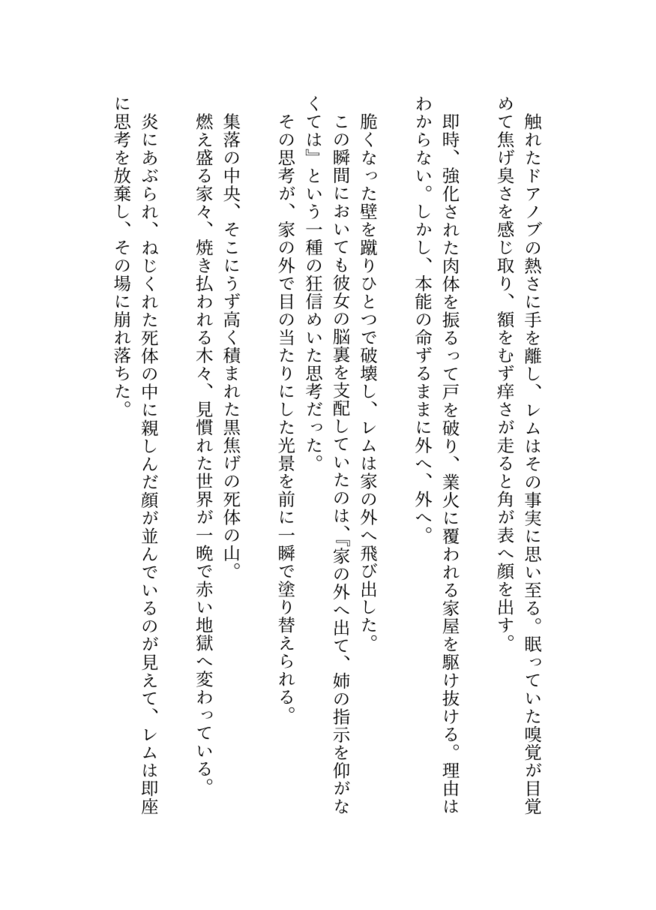 触れたドアノブの熱さに手を離し、レムはその事実に思い至る。眠っていた嗅覚が目覚
めて焦げ臭さを感じ取り、額をむず痒さが走ると角が表へ顔を出す。
即時、強化された肉体を振るって戸を破り、業火に覆われる家屋を駆け抜ける。理由は
わからない。しかし、本能の命ずるままに外へ、外へ。
脆くなった壁を蹴りひとつで破壊し、レムは家の外へ飛び出した。
この瞬間においても彼女の脳裏を支配していたのは、『家の外へ出て、姉の指示を仰がな
くては』という一種の狂信めいた思考だった。
その思考が、家の外で目の当たりにした光景を前に一瞬で塗り替えられる。
集落の中央、そこにうず高く積まれた黒焦げの死体の山。
燃え盛る家々、焼き払われる木々、見慣れた世界が一晩で赤い地獄へ変わっている。
炎にあぶられ、ねじくれた死体の中に親しんだ顔が並んでいるのが見えて、レムは即座
に思考を放棄し、その場に崩れ落ちた。